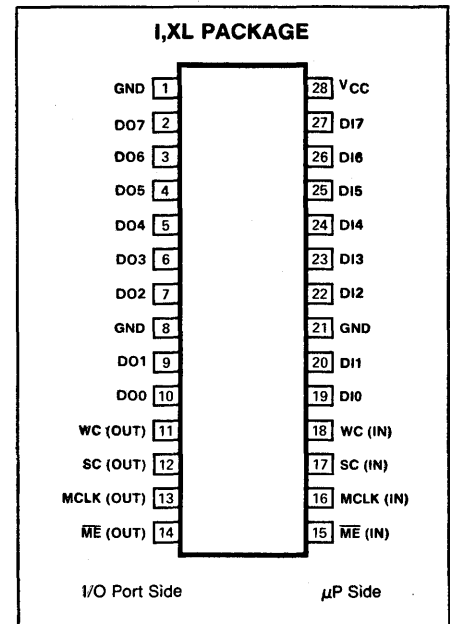 I,XL PACKAGE
GND 1 28 VCC
DO7 2 27 DI7
DO6 3 26 DI6
DO5 4 25 DI5
DO4 5 24 DI4
DO3 6 23 DI3
DO2 7 22 DI2
GND 8 21 GND
DO1 9 20 DI1
DO0 10 19 DI0
WC (OUT) 11 18 WC (IN)
SC (OUT) 12 17 SC (IN)
MCLK (OUT) 13 16 MCLK (IN)
M̅E̅ (OUT) 14 15 M̅E̅ (IN)
I/O Port Side μP Side